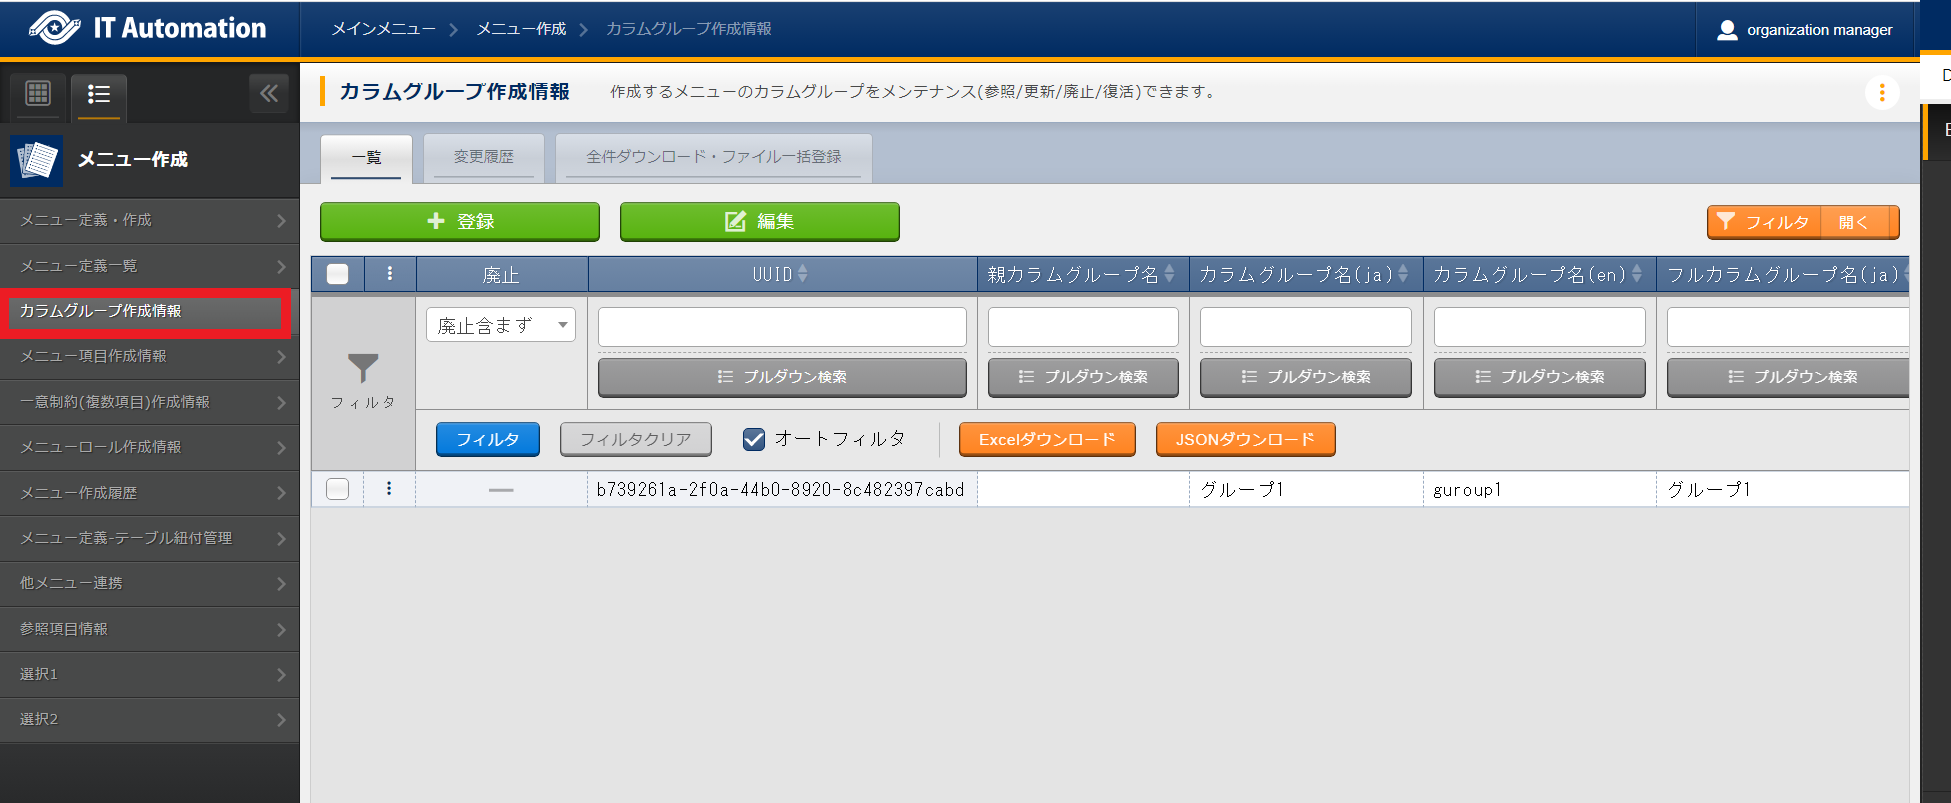 IT Automation
メインメニュー
メニュー作成
カラムグループ作成情報
organization manager
メニュー作成
メニュー定義・作成
メニュー定義一覧
カラムグループ作成情報
メニュー項目作成情報
一意制約(複数項目)作成情報
メニューロール作成情報
メニュー作成履歴
メニュー定義-テーブル紐付管理
他メニュー連携
参照項目情報
選択1
選択2
カラムグループ作成情報
作成するメニューのカラムグループをメンテナンス(参照/更新/廃止/復活)できます。
一覧
変更履歴
全件ダウンロード・ファイル一括登録
登録
編集
フィルタ 開く
廃止 UUID 親カラムグループ名 カラムグループ名(ja) カラムグループ名(en) フルカラムグループ名(ja)
廃止含まず
フィルタ
プルダウン検索 プルダウン検索 プルダウン検索 プルダウン検索 プルダウン検索
フィルタ フィルタクリア オートフィルタ Excelダウンロード JSONダウンロード
b739261a-2f0a-44b0-8920-8c482397cabd グループ1 guroup1 グループ1